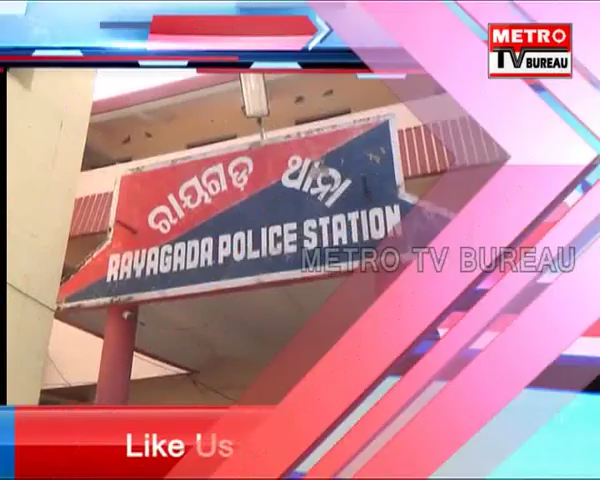 METRO
TV BUREAU
ରାୟଗଡ଼ ଥାନା
RAYAGADA POLICE STATION
METRO TV BUREAU
Like Us